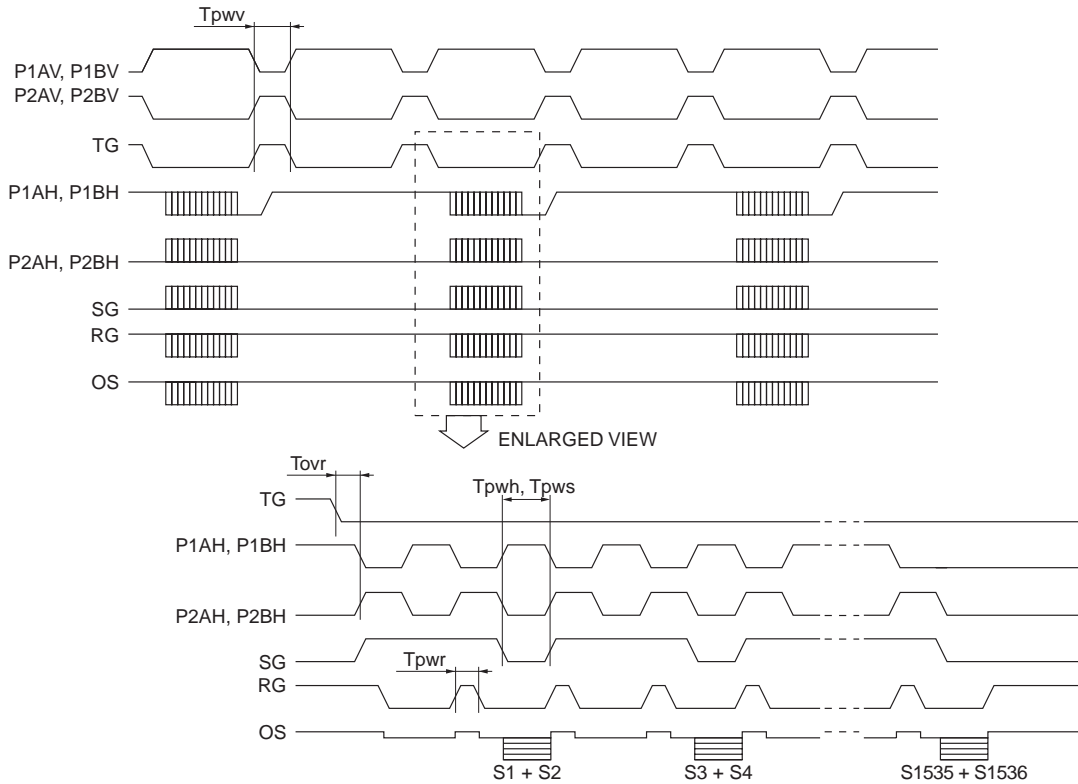 Tpwv
P1AV, P1BV
P2AV, P2BV
TG
P1AH, P1BH
P2AH, P2BH
SG
RG
OS
ENLARGED VIEW
Tovr
Tpwh, Tpws
TG
P1AH, P1BH
P2AH, P2BH
SG
Tpwr
RG
OS
S1 + S2
S3 + S4
S1535 + S1536